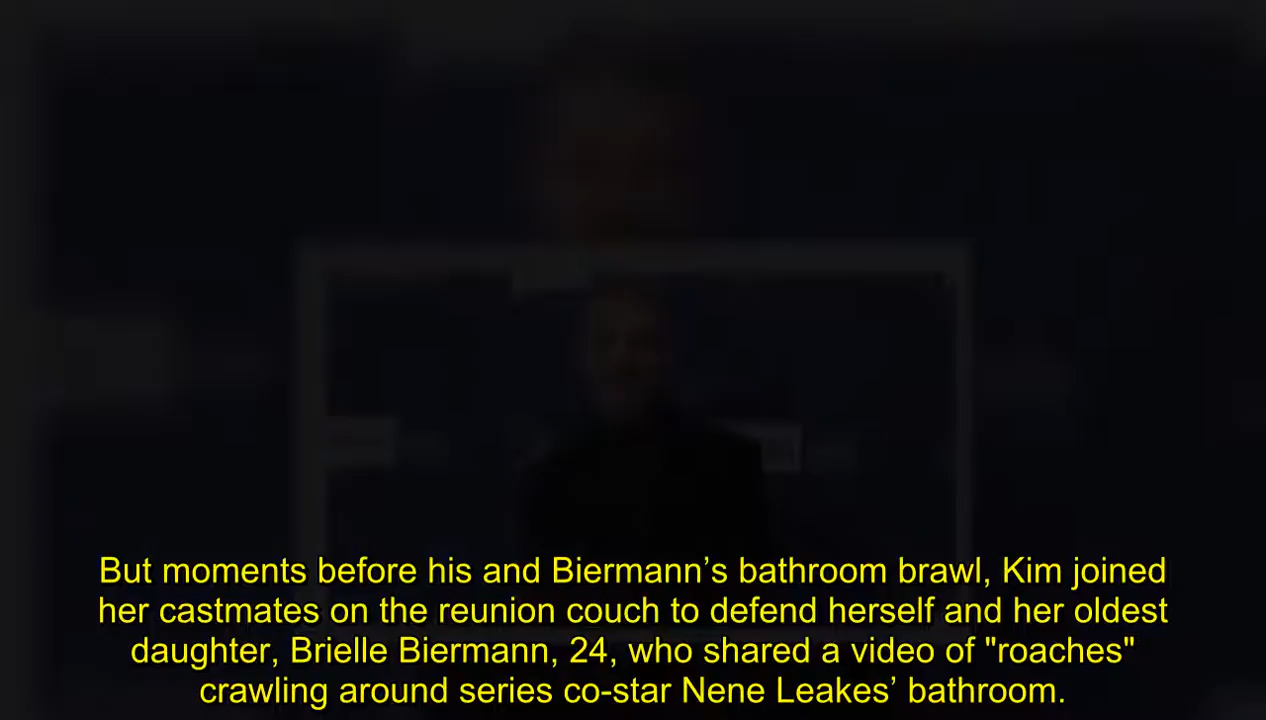 But moments before his and Biermann’s bathroom brawl, Kim joined
her castmates on the reunion couch to defend herself and her oldest
daughter, Brielle Biermann, 24, who shared a video of "roaches"
crawling around series co-star Nene Leakes’ bathroom.